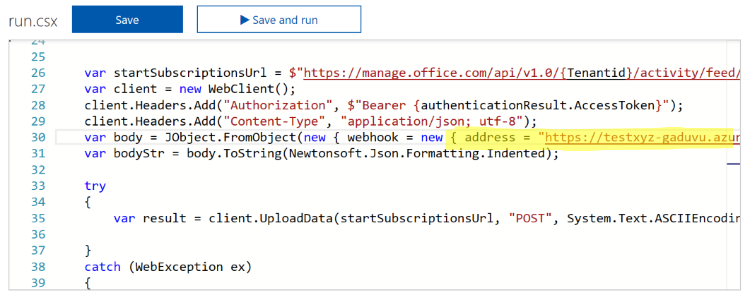 run.csx Save Save and run
24
25
26 var startSubscriptionsUrl = $"https://manage.office.com/api/v1.0/{Tenantid}/activity/feed/
27 var client = new WebClient();
28 client.Headers.Add("Authorization", $"Bearer {authenticationResult.AccessToken}");
29 client.Headers.Add("Content-Type", "application/json; utf-8");
30 var body = JObject.FromObject(new { webhook = new { address = "https://testxyz-gaduvu.azur
31 var bodyStr = body.ToString(Newtonsoft.Json.Formatting.Indented);
32
33 try
34 {
35 var result = client.UploadData(startSubscriptionsUrl, "POST", System.Text.ASCIIEncodin
36
37 }
38 catch (WebException ex)
39 {